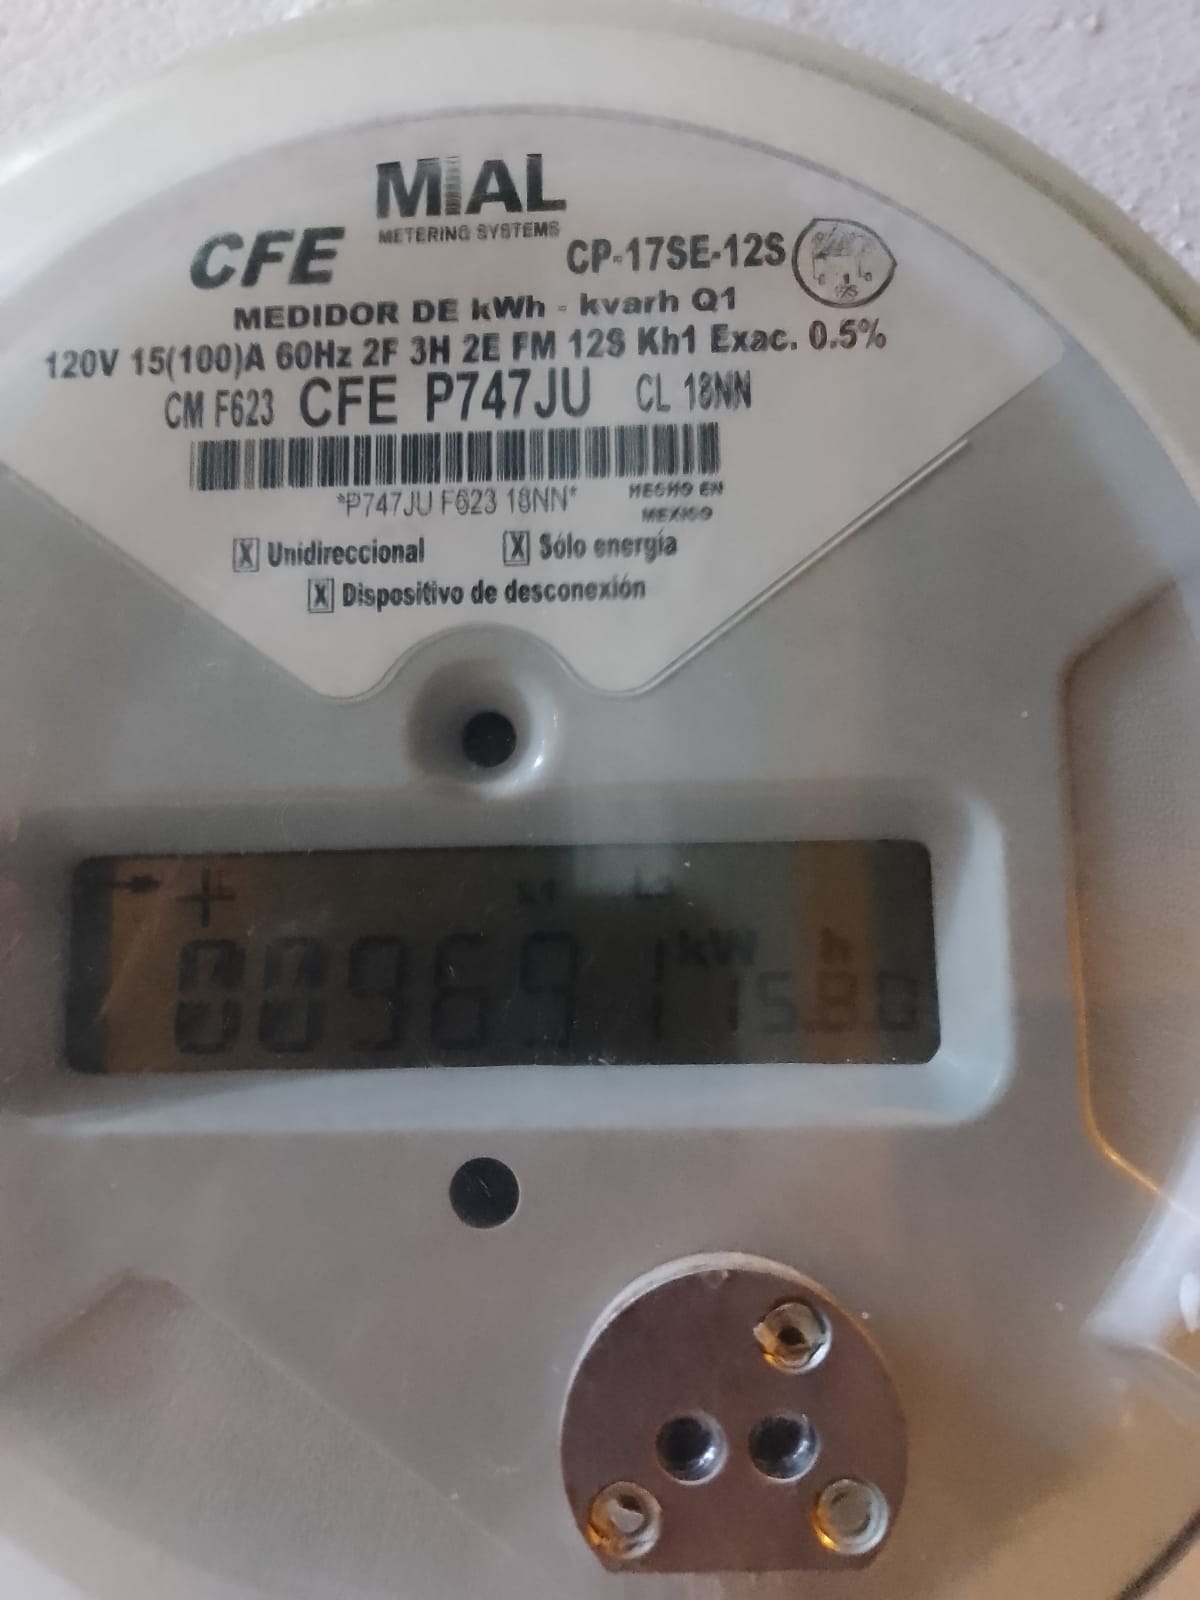 MIAL
METERING SYSTEMS
CFE
CP-17SE-12S
MEDIDOR DE kWh - kvarh Q1
120V 15(100)A 60Hz 2F 3H 2E FM 12S Kh1 Exac. 0.5%
CM F623 CFE P747JU CL 18NN
*P747JU F623 18NN*
HECHO EN
MEXICO
X Unidireccional X Sólo energía
X Dispositivo de desconexión
kW h